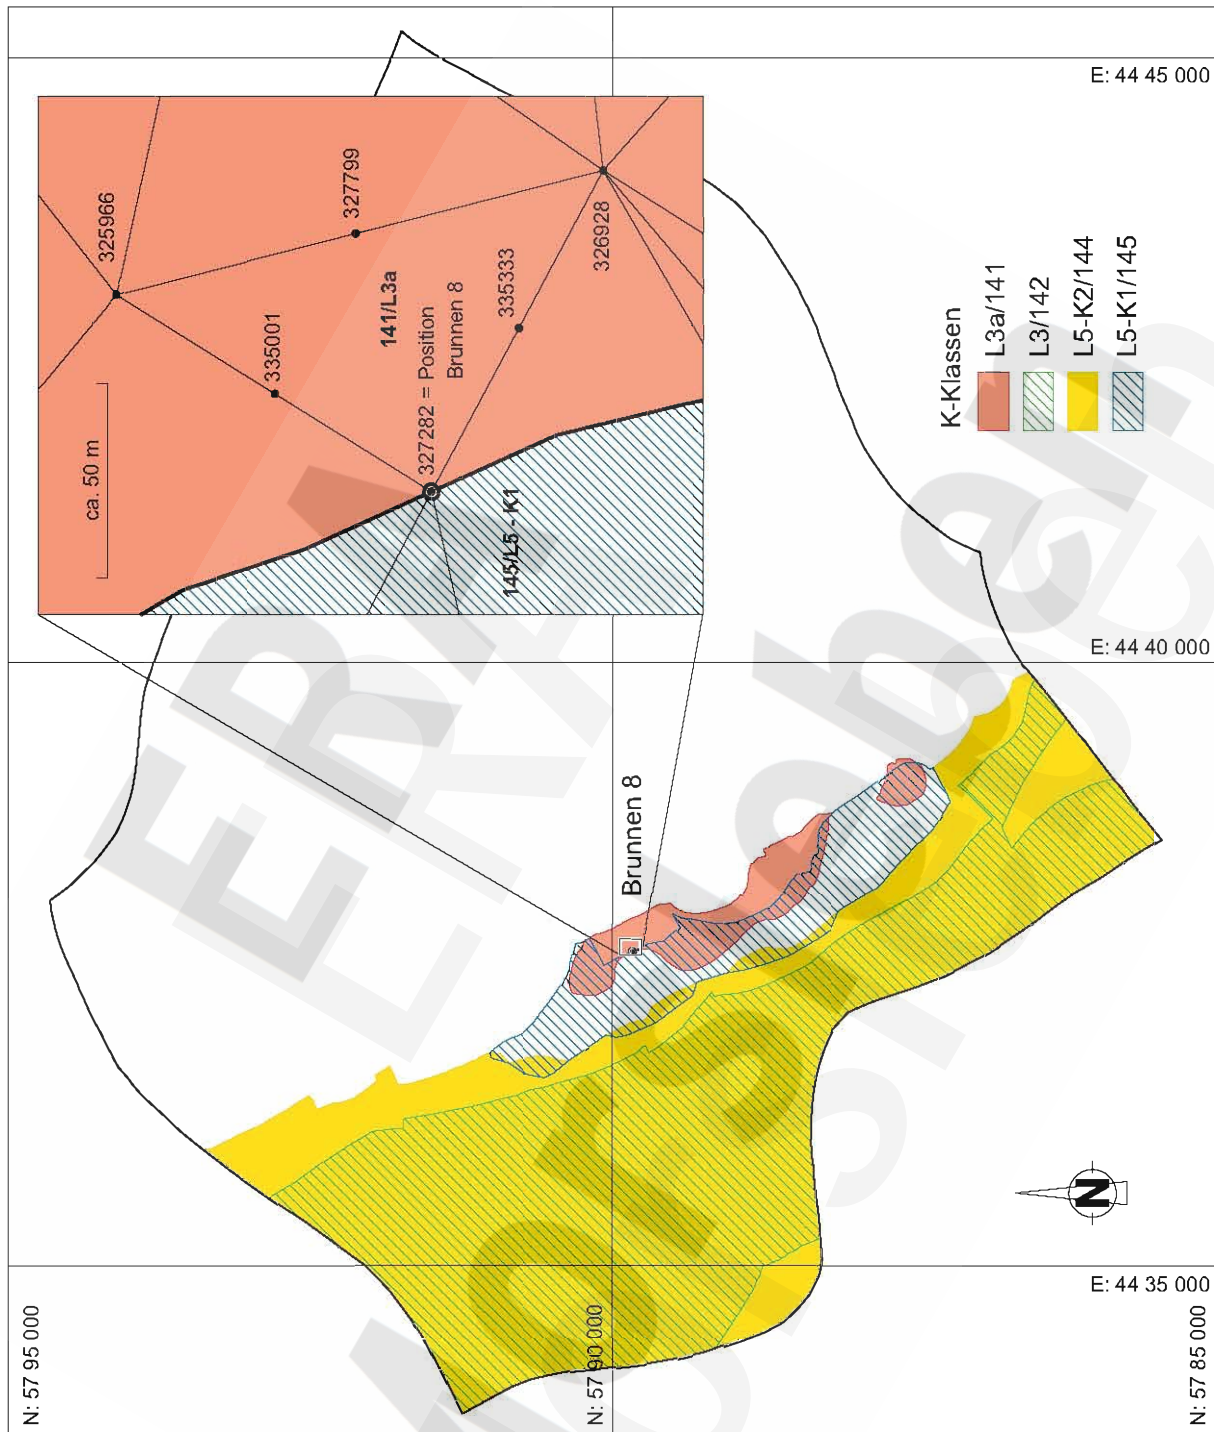 E: 44 45 000
E: 44 40 000
E: 44 35 000
N: 57 95 000
N: 57 90 000
N: 57 85 000
ca. 50 m
325966
327799
335001
141/L3a
327282 = Position
Brunnen 8
335333
326928
145/L5 - K1
Brunnen 8
K-Klassen
L3a/141
L3/142
L5-K2/144
L5-K1/145
N
ERA
Morsleben